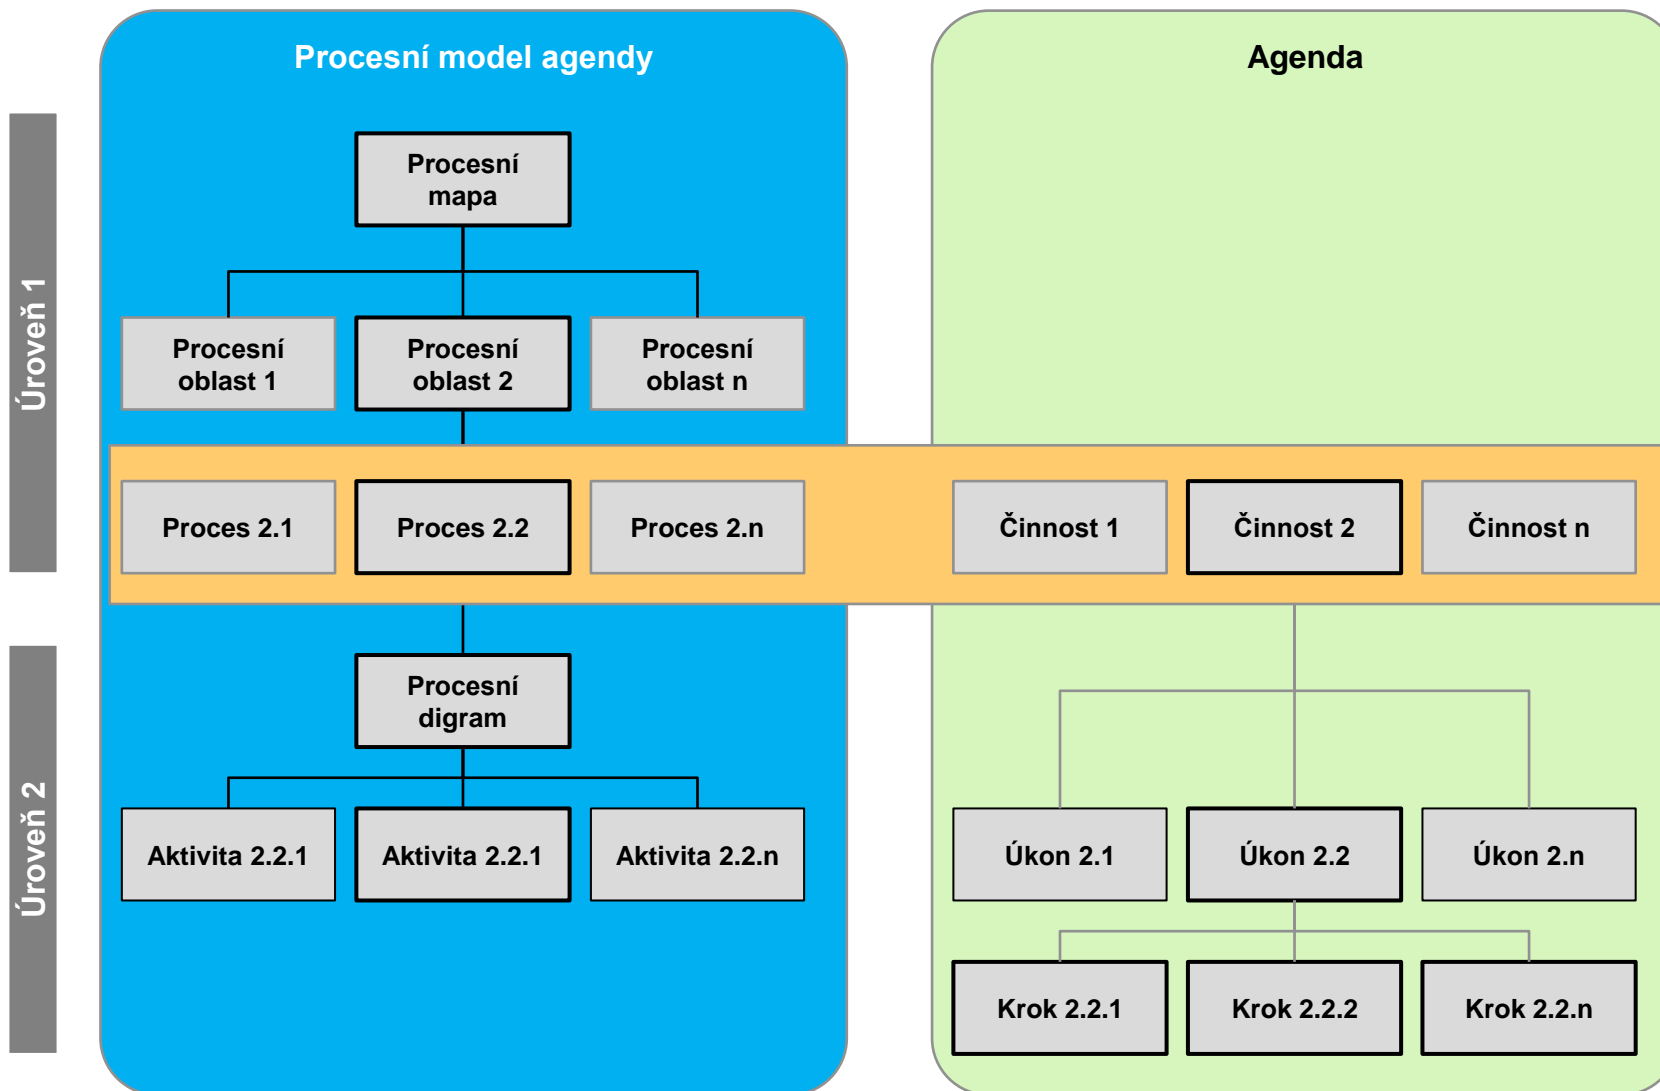 Procesní model agendy
Agenda
Úroveň 1
Procesní
mapa
Procesní
oblast 1
Procesní
oblast 2
Procesní
oblast n
Proces 2.1
Proces 2.2
Proces 2.n
Činnost 1
Činnost 2
Činnost n
Úroveň 2
Procesní
digram
Aktivita 2.2.1
Aktivita 2.2.1
Aktivita 2.2.n
Úkon 2.1
Úkon 2.2
Úkon 2.n
Krok 2.2.1
Krok 2.2.2
Krok 2.2.n